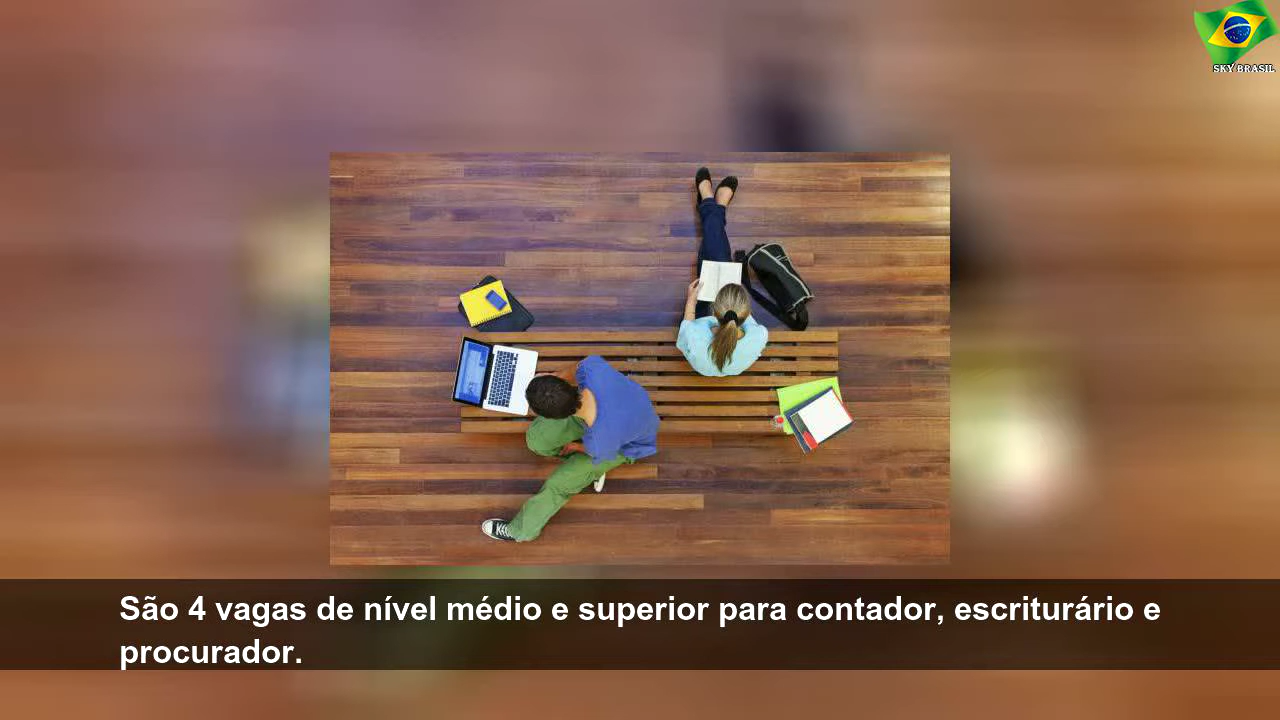 SKY BRASIL
São 4 vagas de nível médio e superior para contador, escriturário e
procurador.